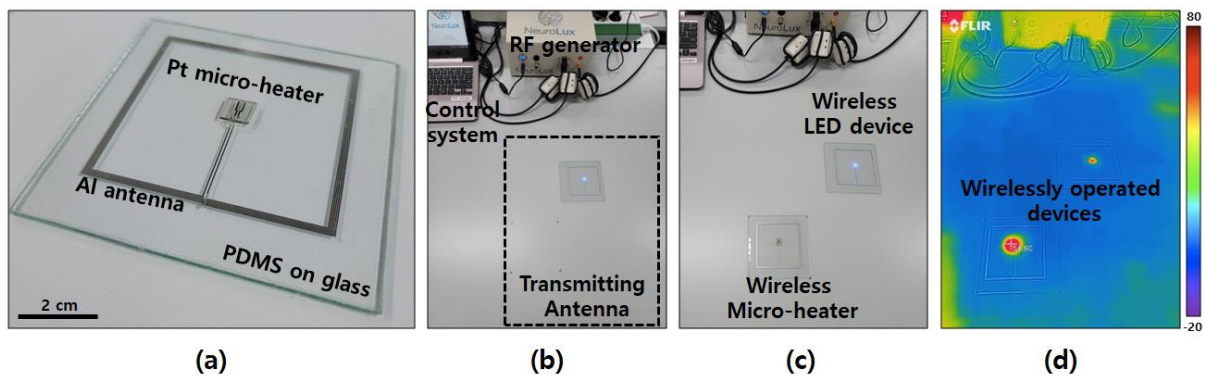 Pt micro-heater
Al antenna
PDMS on glass
2 cm
(a)
NeuroLux
NeuroLux
RF generator
Control
system
Transmitting
Antenna
(b)
NeuroLux
Wireless
LED device
Wireless
Micro-heater
(c)
FLIR
80
Wirelessly operated
devices
-20
(d)